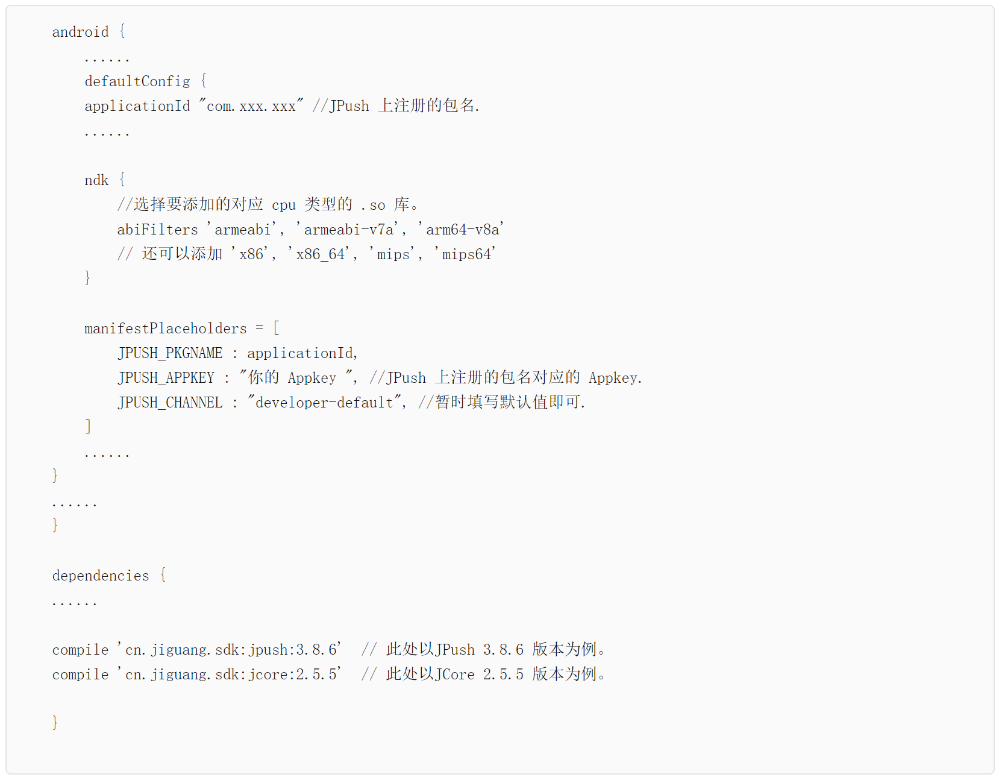 android {
......
defaultConfig {
applicationId "com.xxx.xxx" //JPush 上注册的包名.
......
ndk {
//选择要添加的对应 cpu 类型的 .so 库。
abiFilters 'armeabi', 'armeabi-v7a', 'arm64-v8a'
// 还可以添加 'x86', 'x86_64', 'mips', 'mips64'
}
manifestPlaceholders = [
JPUSH_PKGNAME : applicationId,
JPUSH_APPKEY : "你的 Appkey ", //JPush 上注册的包名对应的 Appkey.
JPUSH_CHANNEL : "developer-default", //暂时填写默认值即可.
]
......
}
......
}
dependencies {
......
compile 'cn.jiguang.sdk:jpush:3.8.6'  // 此处以JPush 3.8.6 版本为例。
compile 'cn.jiguang.sdk:jcore:2.5.5'  // 此处以JCore 2.5.5 版本为例。
}